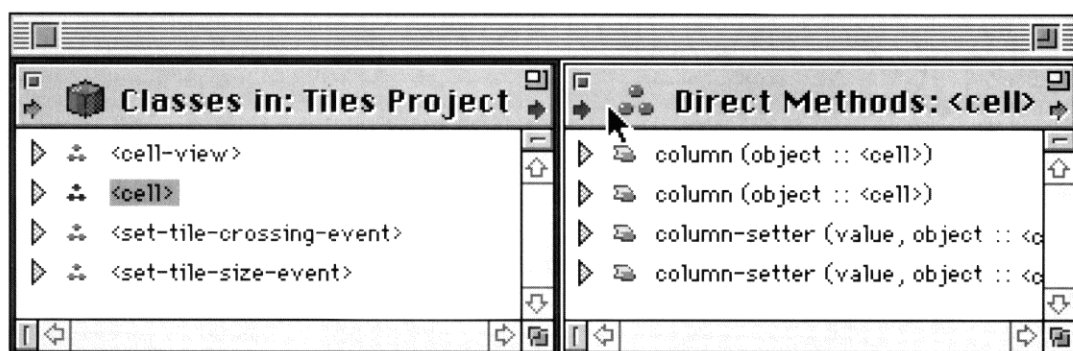 Classes in: Tiles Project
<cell-view>
<cell>
<set-tile-crossing-event>
<set-tile-size-event>
Direct Methods: <cell>
column (object :: <cell>)
column (object :: <cell>)
column-setter (value, object :: <c
column-setter (value, object :: <c